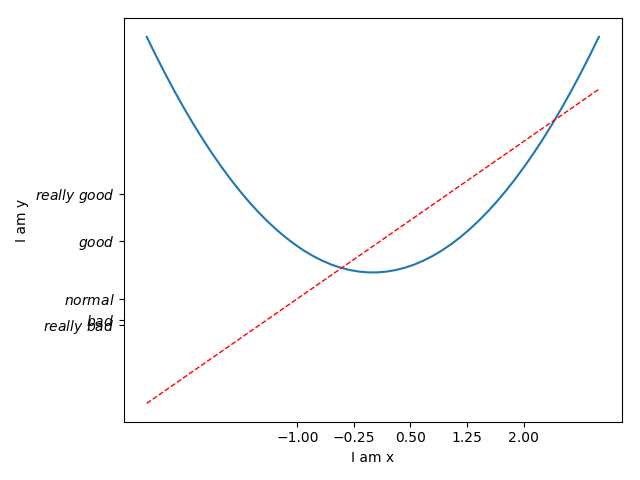 really good
good
normal
bad
really bad
I am y
−1.00
−0.25
0.50
1.25
2.00
I am x